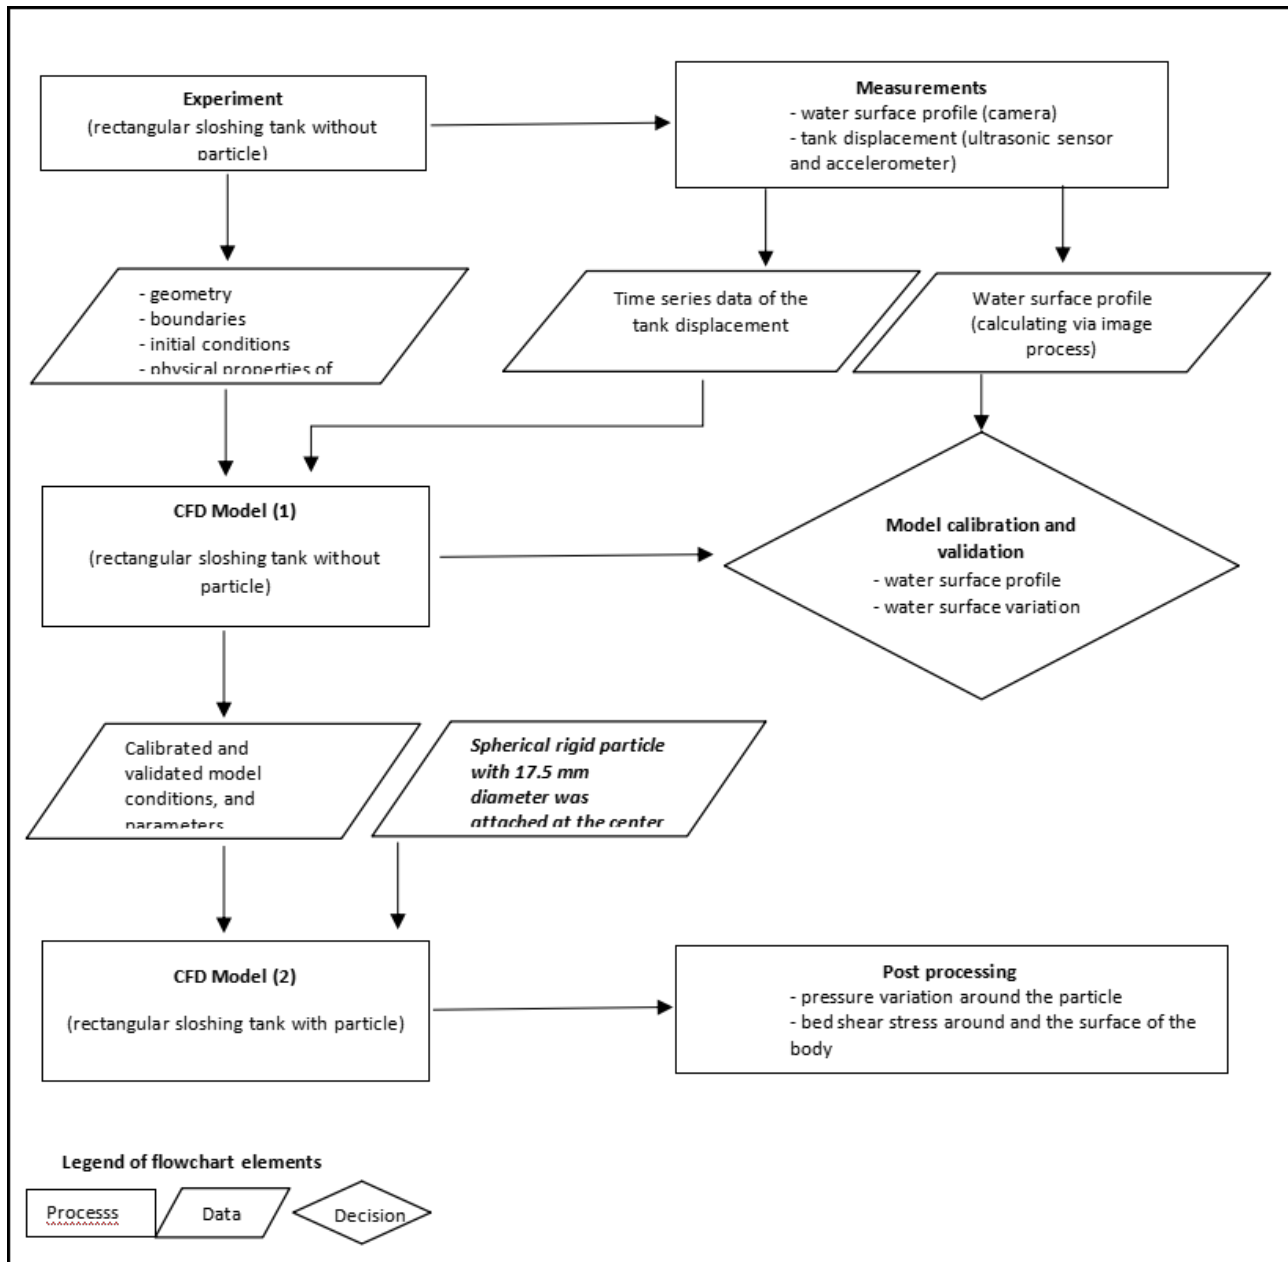 Experiment
(rectangular sloshing tank without
particle)
Measurements
- water surface profile (camera)
- tank displacement (ultrasonic sensor
and accelerometer)
- geometry
- boundaries
- initial conditions
- physical properties of
Time series data of the
tank displacement
Water surface profile
(calculating via image
process)
CFD Model (1)
(rectangular sloshing tank without
particle)
Model calibration and
validation
- water surface profile
- water surface variation
Calibrated and
validated model
conditions, and
parameters
Spherical rigid particle
with 17.5 mm
diameter was
attached at the center
CFD Model (2)
(rectangular sloshing tank with particle)
Post processing
- pressure variation around the particle
- bed shear stress around and the surface of the
body
Legend of flowchart elements
Processs
Data
Decision